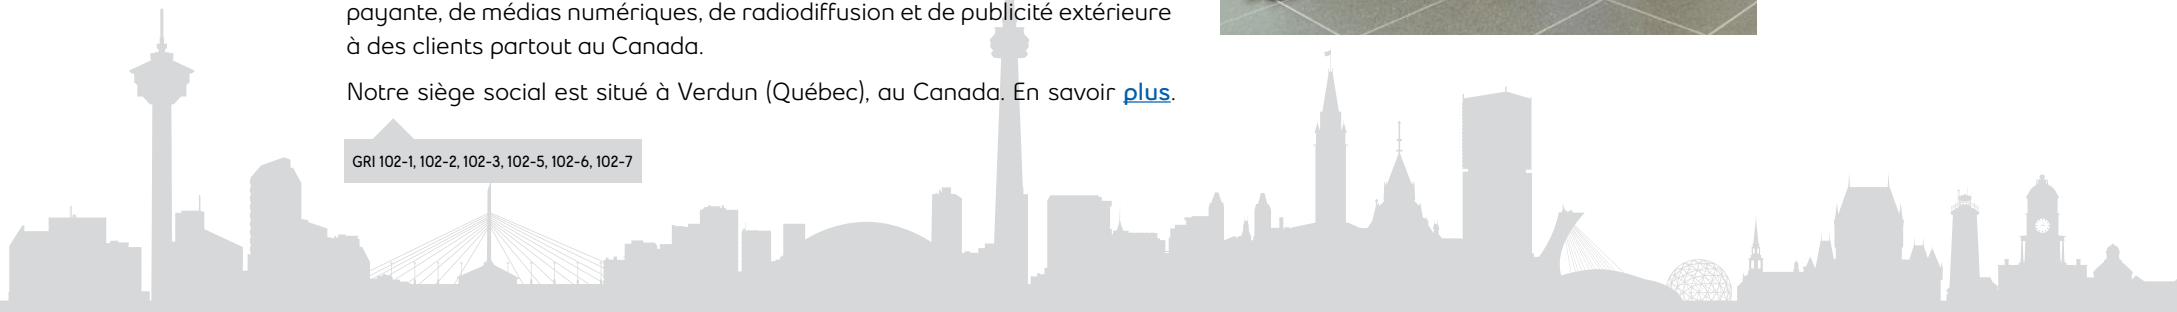 payante, de médias numériques, de radiodiffusion et de publicité extérieure
à des clients partout au Canada.
Notre siège social est situé à Verdun (Québec), au Canada. En savoir plus.
GRI 102-1, 102-2, 102-3, 102-5, 102-6, 102-7